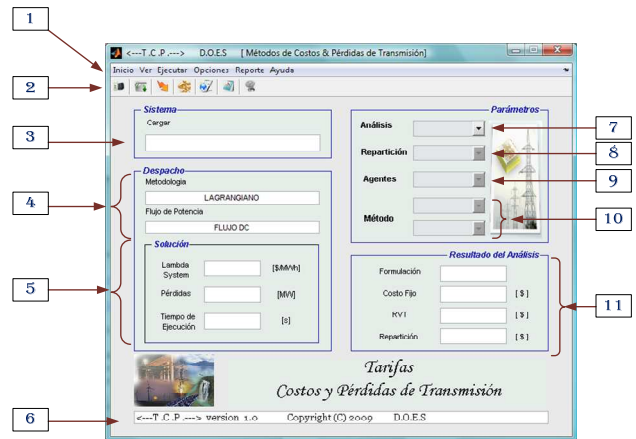 1
<---T.C.P.---> D.O.E.S [ Métodos de Costos & Pérdidas de Transmisión]
Inicio Ver Ejecutar Opciones Reporte Ayuda
2
Sistema
Cargar
3
Despacho
Metodologia
LAGRANGIANO
Flujo de Potencia
FLUJO DC
4
Solución
Lambda System [$/MWh]
Pérdidas [MW]
Tiempo de Ejecución [s]
5
Parámetros
Análisis
7
Repartición
8
Agentes
9
Método
10
Resultado del Análisis
Formulación
Costo Fijo [ $ ]
RVT [ $ ]
Repartición [ $ ]
11
Tarifas
Costos y Pérdidas de Transmisión
<---T.C.P.---> version 1.0 Copyright (C) 2009 D.O.E.S
6